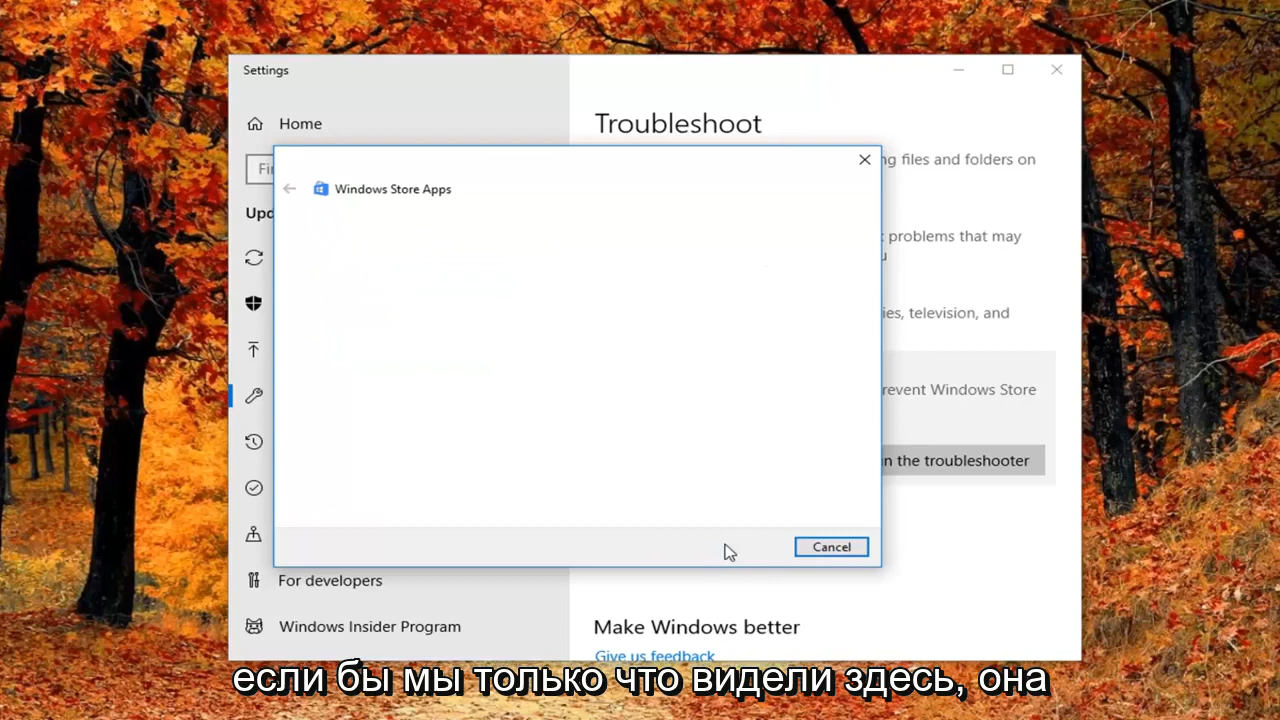 Settings
Home
Troubleshoot
Fi
ng files and folders on
Windows Store Apps
Upd
problems that may
u
ies, television, and
revent Windows Store
n the troubleshooter
Cancel
For developers
Windows Insider Program
Make Windows better
Give us feedback
если бы мы только что видели здесь, она